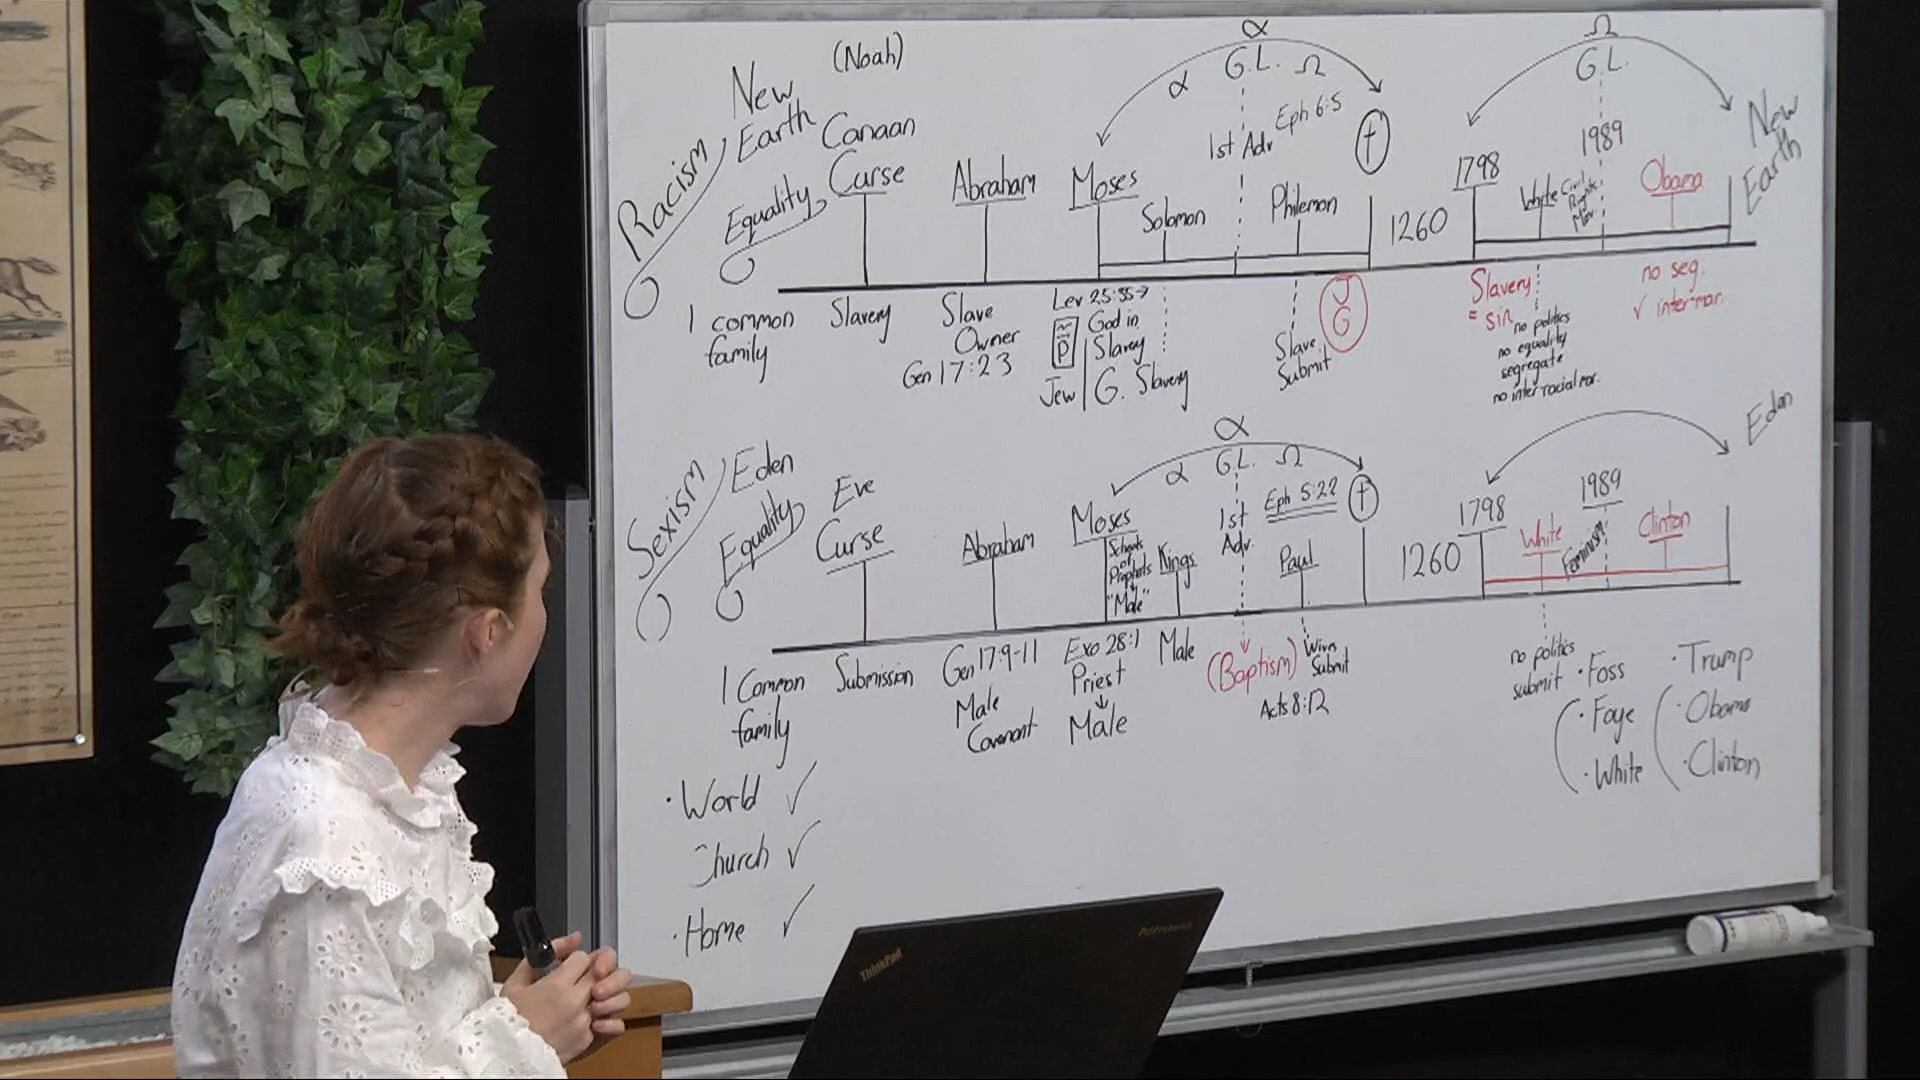 Racism
New
Earth
Equality
(Noah)
Canaan
Curse
Abraham
Moses
Solomon
α
G.L.
α
Ω
1st Adv
Eph 6:5
Philemon
†
1260
1798
White
Civil
Rights
Mov.
Ω
G.L.
1989
Obama
New
Earth
1 common
family
Slavery
Slave
Owner
Gen 17:23
Lev 25:55→
P
God in
Slavery
Jew
G. Slavery
Slave
Submit
J
G
Slavery
= sin
no politics
no equality
segregate
no interracial mar.
no seg.
✓ inter mar.
Sexism
Eden
Equality
Eve
Curse
Abraham
Moses
Schools
of
Prophets
"Male"
Kings
α
G.L.
α
Ω
1st
Adv.
Eph 5:22
Paul
†
1260
1798
White
Feminism
1989
Clinton
Eden
1 Common
family
Submission
Gen 17:9-11
Male
Covenant
Exo 28:1
Priest
↓
Male
Male
(Baptism)
Wives
Submit
Acts 8:12
no politics
submit
· Foss
· Faye
· White
· Trump
· Obama
· Clinton
· World ✓
Church ✓
· Home ✓
ThinkPad